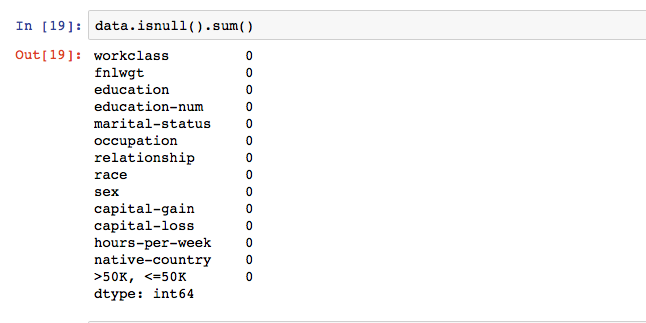 In [19]: data.isnull().sum()
Out[19]: workclass 0
fnlwgt 0
education 0
education-num 0
marital-status 0
occupation 0
relationship 0
race 0
sex 0
capital-gain 0
capital-loss 0
hours-per-week 0
native-country 0
>50K, <=50K 0
dtype: int64